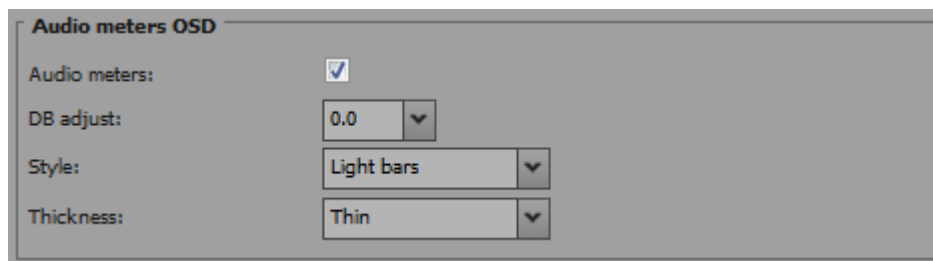 Audio meters OSD
Audio meters:
DB adjust: 0.0
Style: Light bars
Thickness: Thin